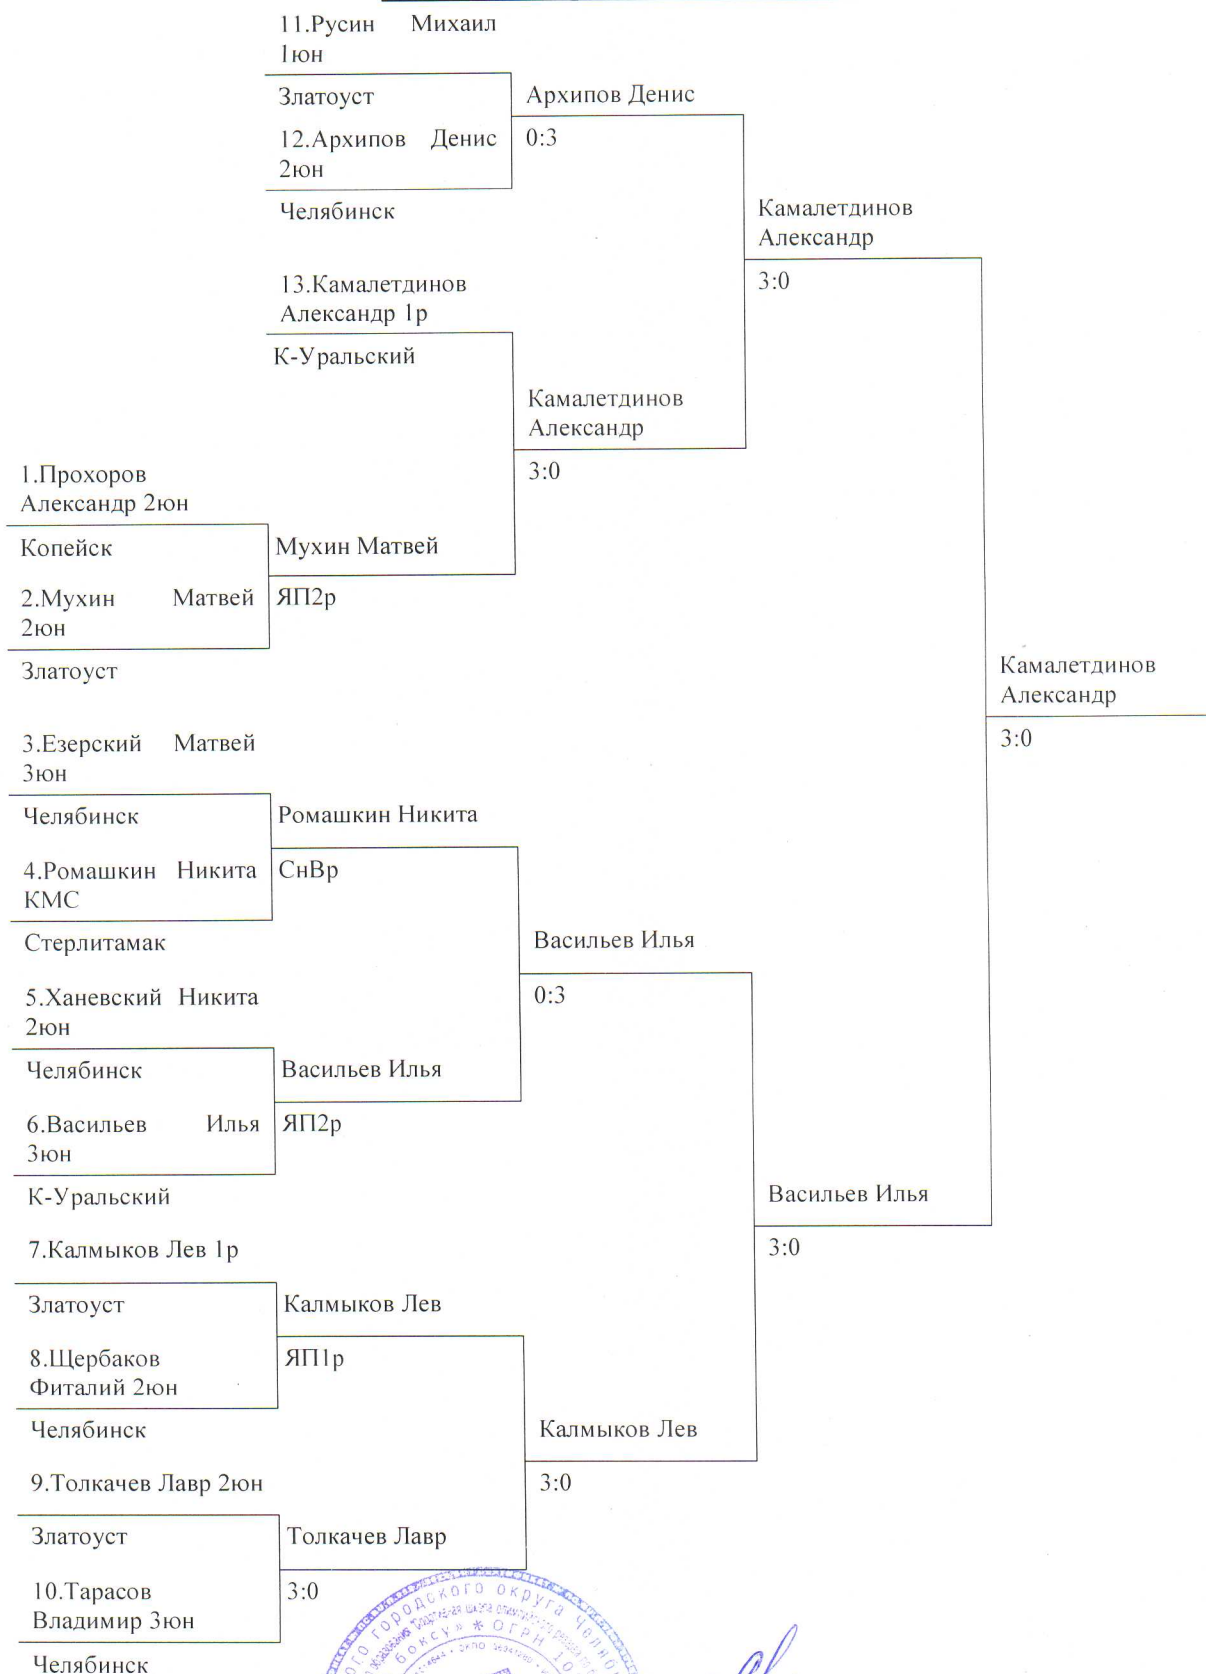 11.Русин Михаил
1юн
Златоуст
Архипов Денис
12.Архипов Денис
2юн
0:3
Челябинск
Камалетдинов
Александр
3:0
13.Камалетдинов
Александр 1р
К-Уральский
Камалетдинов
Александр
3:0
1.Прохоров
Александр 2юн
Копейск
Мухин Матвей
2.Мухин Матвей
2юн
ЯП2р
Златоуст
Камалетдинов
Александр
3:0
3.Езерский Матвей
3юн
Челябинск
Ромашкин Никита
4.Ромашкин Никита
КМС
СнВр
Стерлитамак
Васильев Илья
0:3
5.Ханевский Никита
2юн
Челябинск
Васильев Илья
6.Васильев Илья
3юн
ЯП2р
К-Уральский
Васильев Илья
3:0
7.Калмыков Лев 1р
Златоуст
Калмыков Лев
8.Щербаков
Фиталий 2юн
ЯП1р
Челябинск
Калмыков Лев
3:0
9.Толкачев Лавр 2юн
Златоуст
Толкачев Лавр
10.Тарасов
Владимир 3юн
3:0
Челябинск
городского округа
боксу» * ОГРН 10